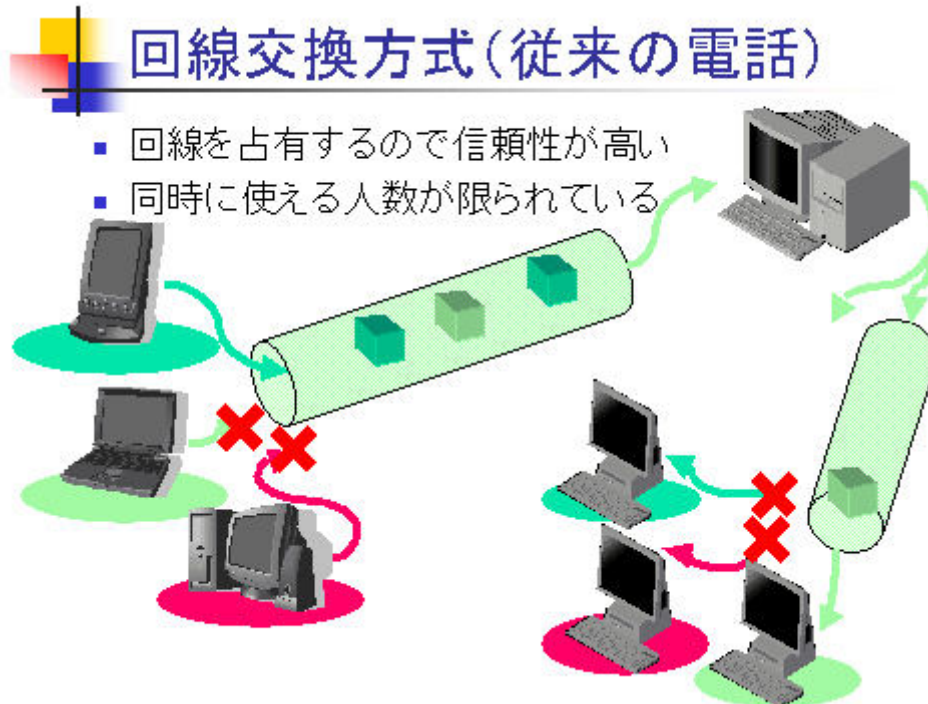 回線交換方式(従来の電話)
回線を占有するので信頼性が高い
同時に使える人数が限られている